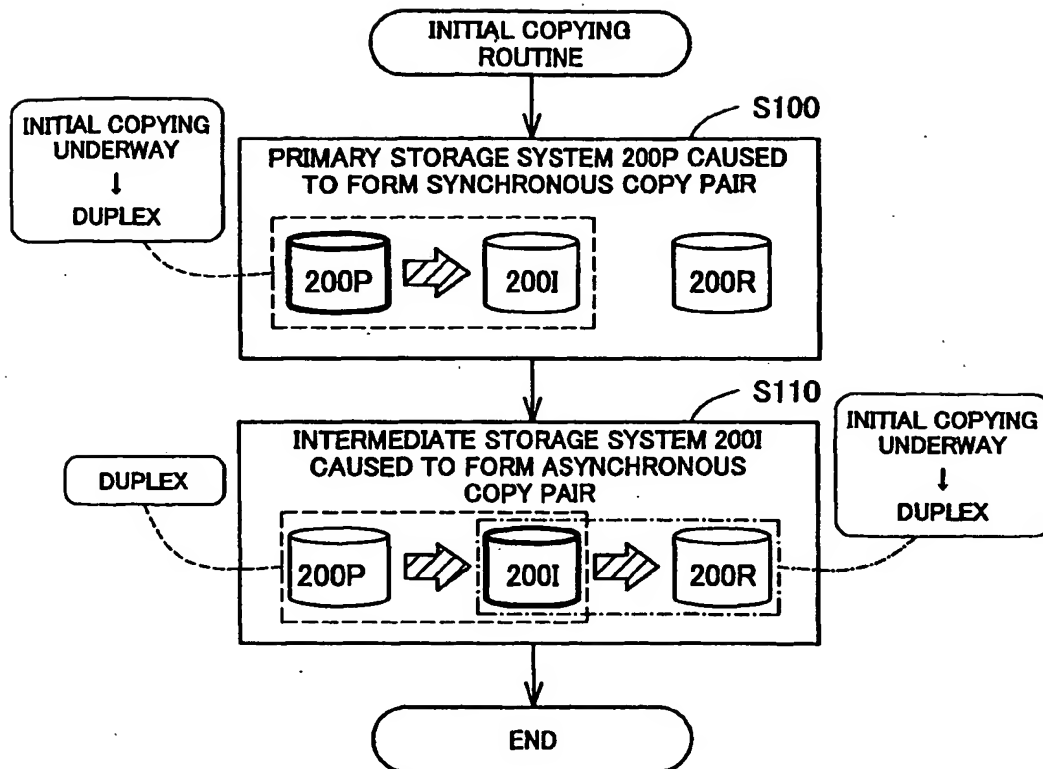 INITIAL COPYING
ROUTINE
S100
INITIAL COPYING
UNDERWAY
↓
DUPLEX
PRIMARY STORAGE SYSTEM 200P CAUSED
TO FORM SYNCHRONOUS COPY PAIR
200P
200I
200R
S110
INTERMEDIATE STORAGE SYSTEM 200I
CAUSED TO FORM ASYNCHRONOUS
COPY PAIR
DUPLEX
INITIAL COPYING
UNDERWAY
↓
DUPLEX
200P
200I
200R
END